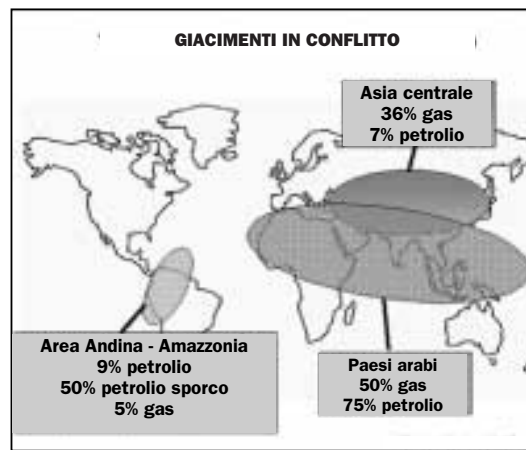 GIACIMENTI IN CONFLITTO
Asia centrale
36% gas
7% petrolio
Area Andina - Amazzonia
9% petrolio
50% petrolio sporco
5% gas
Paesi arabi
50% gas
75% petrolio